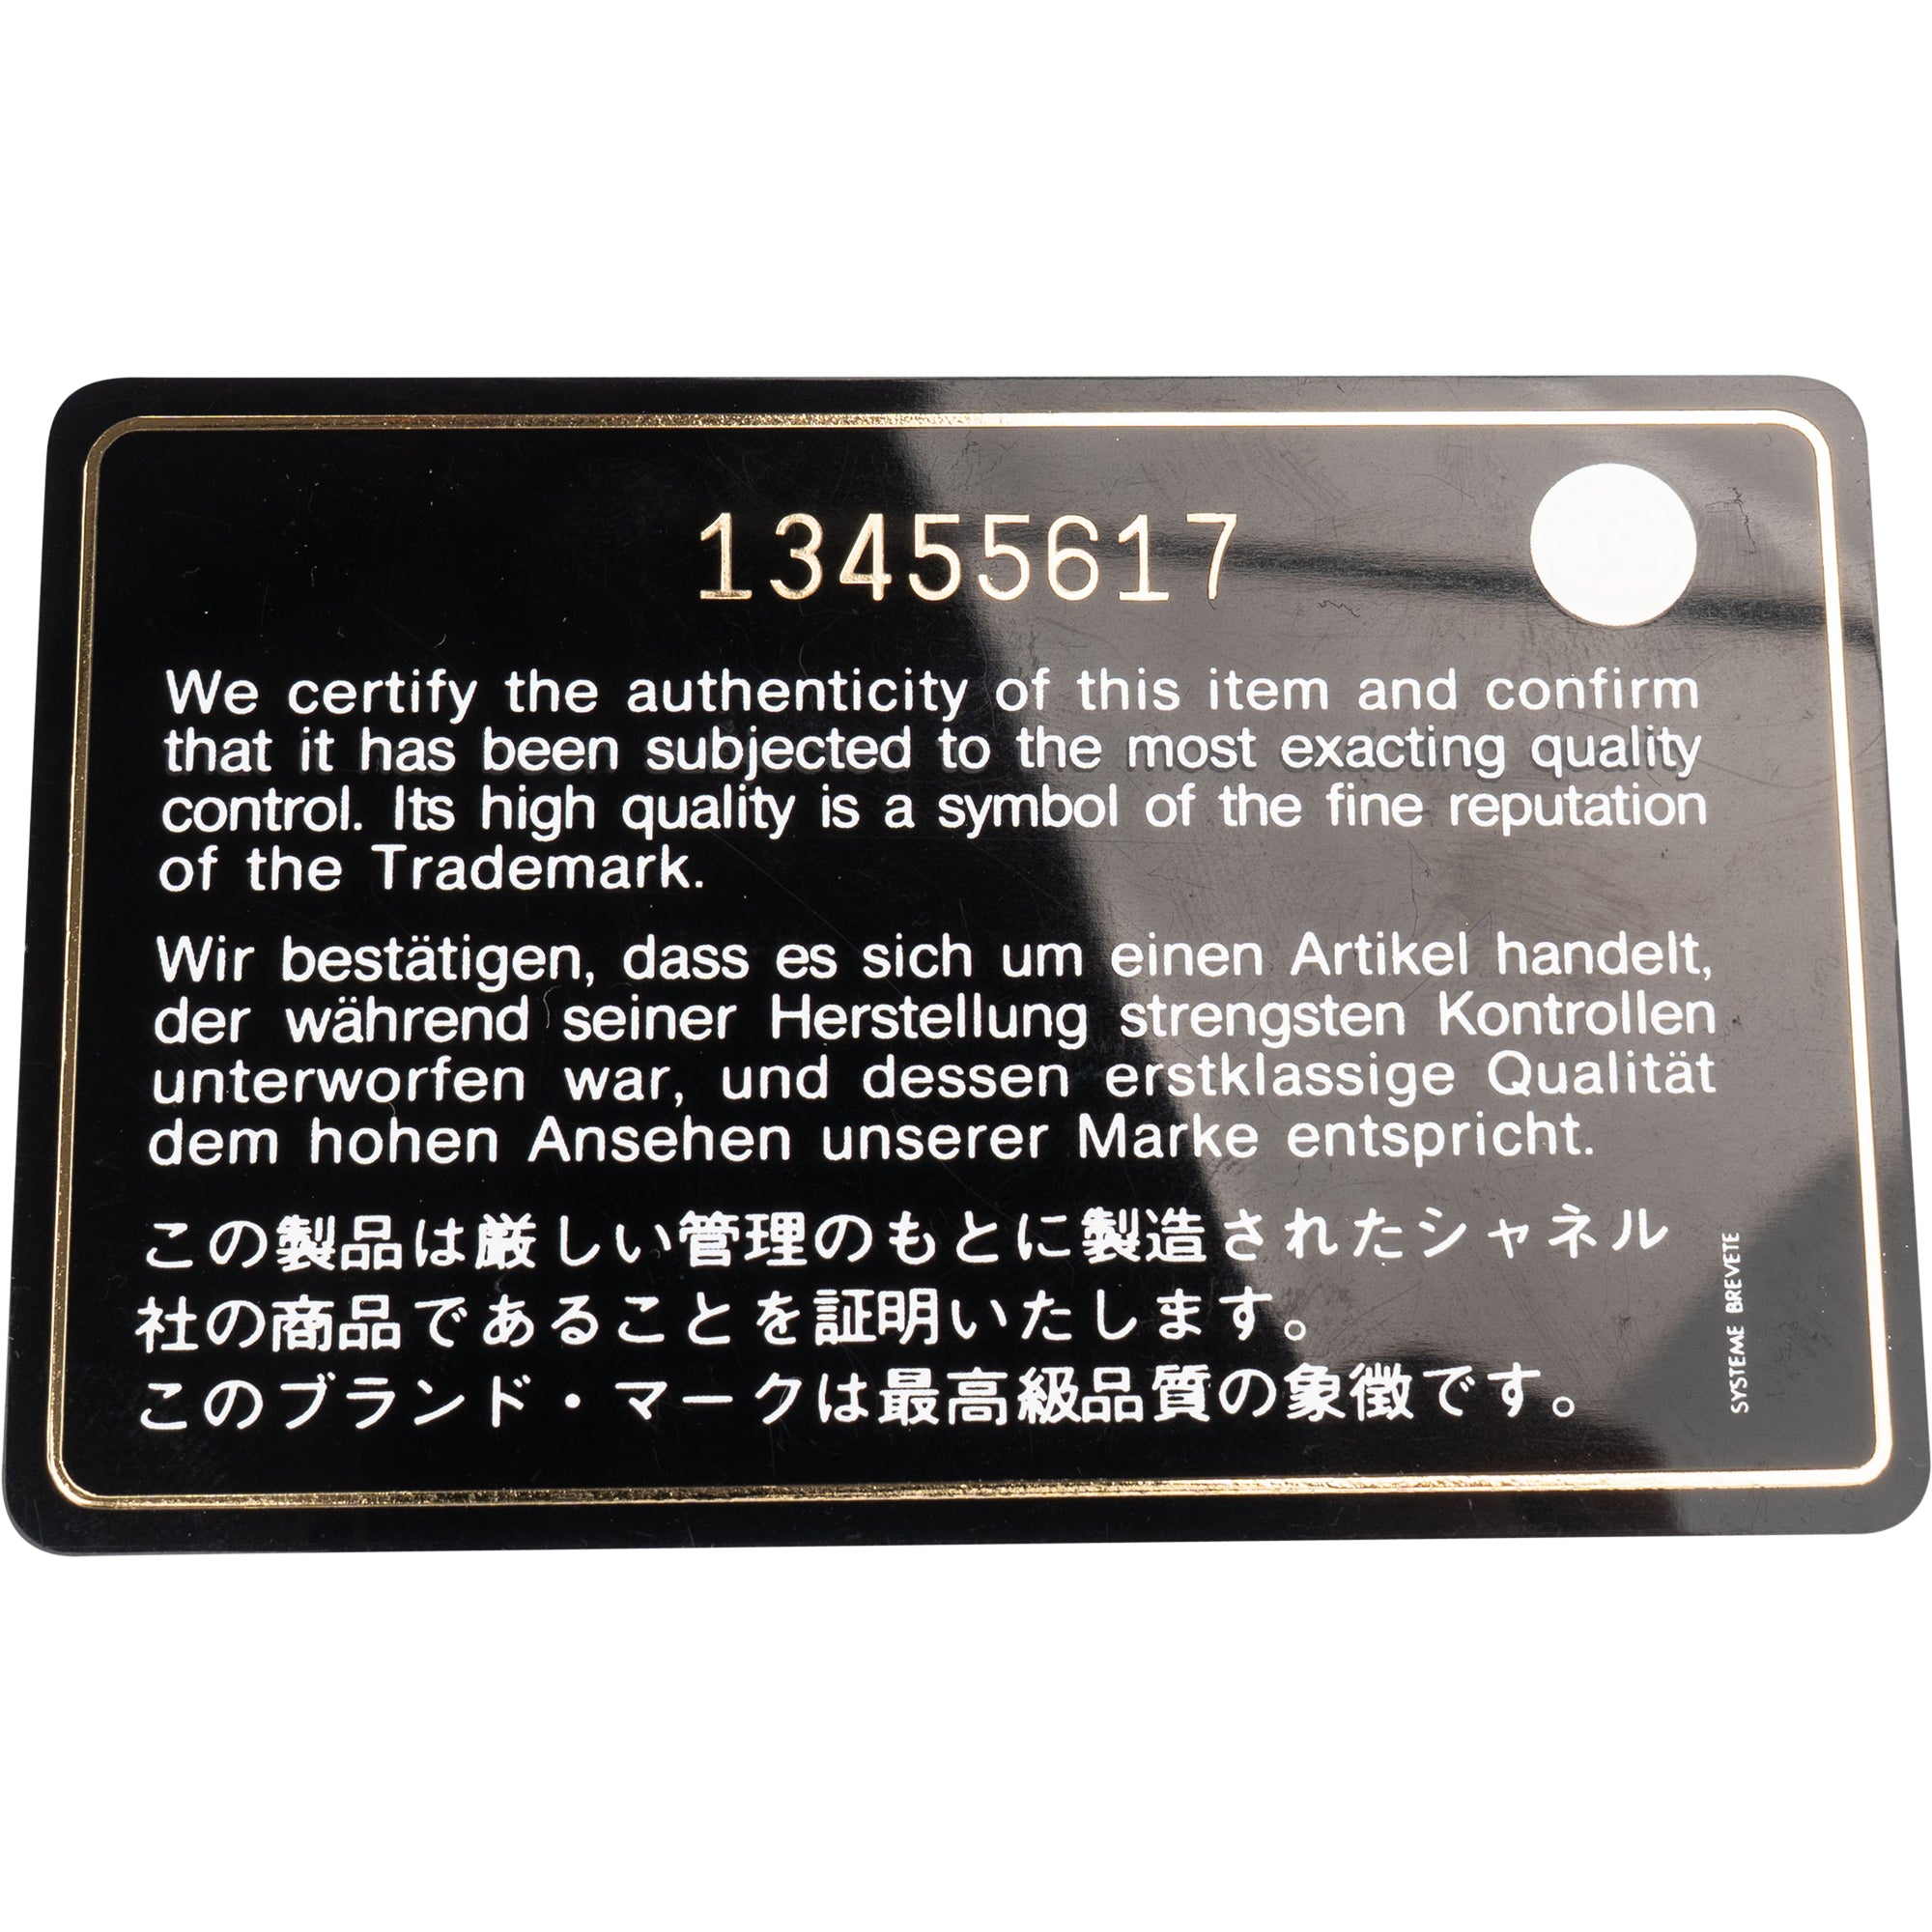 13455617
We certify the authenticity of this item and confirm
that it has been subjected to the most exacting quality
control. Its high quality is a symbol of the fine reputation
of the Trademark.
Wir bestätigen, dass es sich um einen Artikel handelt,
der während seiner Herstellung strengsten Kontrollen
unterworfen war, und dessen erstklassige Qualität
dem hohen Ansehen unserer Marke entspricht.
この製品は厳しい管理のもとに製造されたシャネル
社の商品であることを証明いたします。
このブランド・マークは最高級品質の象徴です。
SYSTEME BREVETE